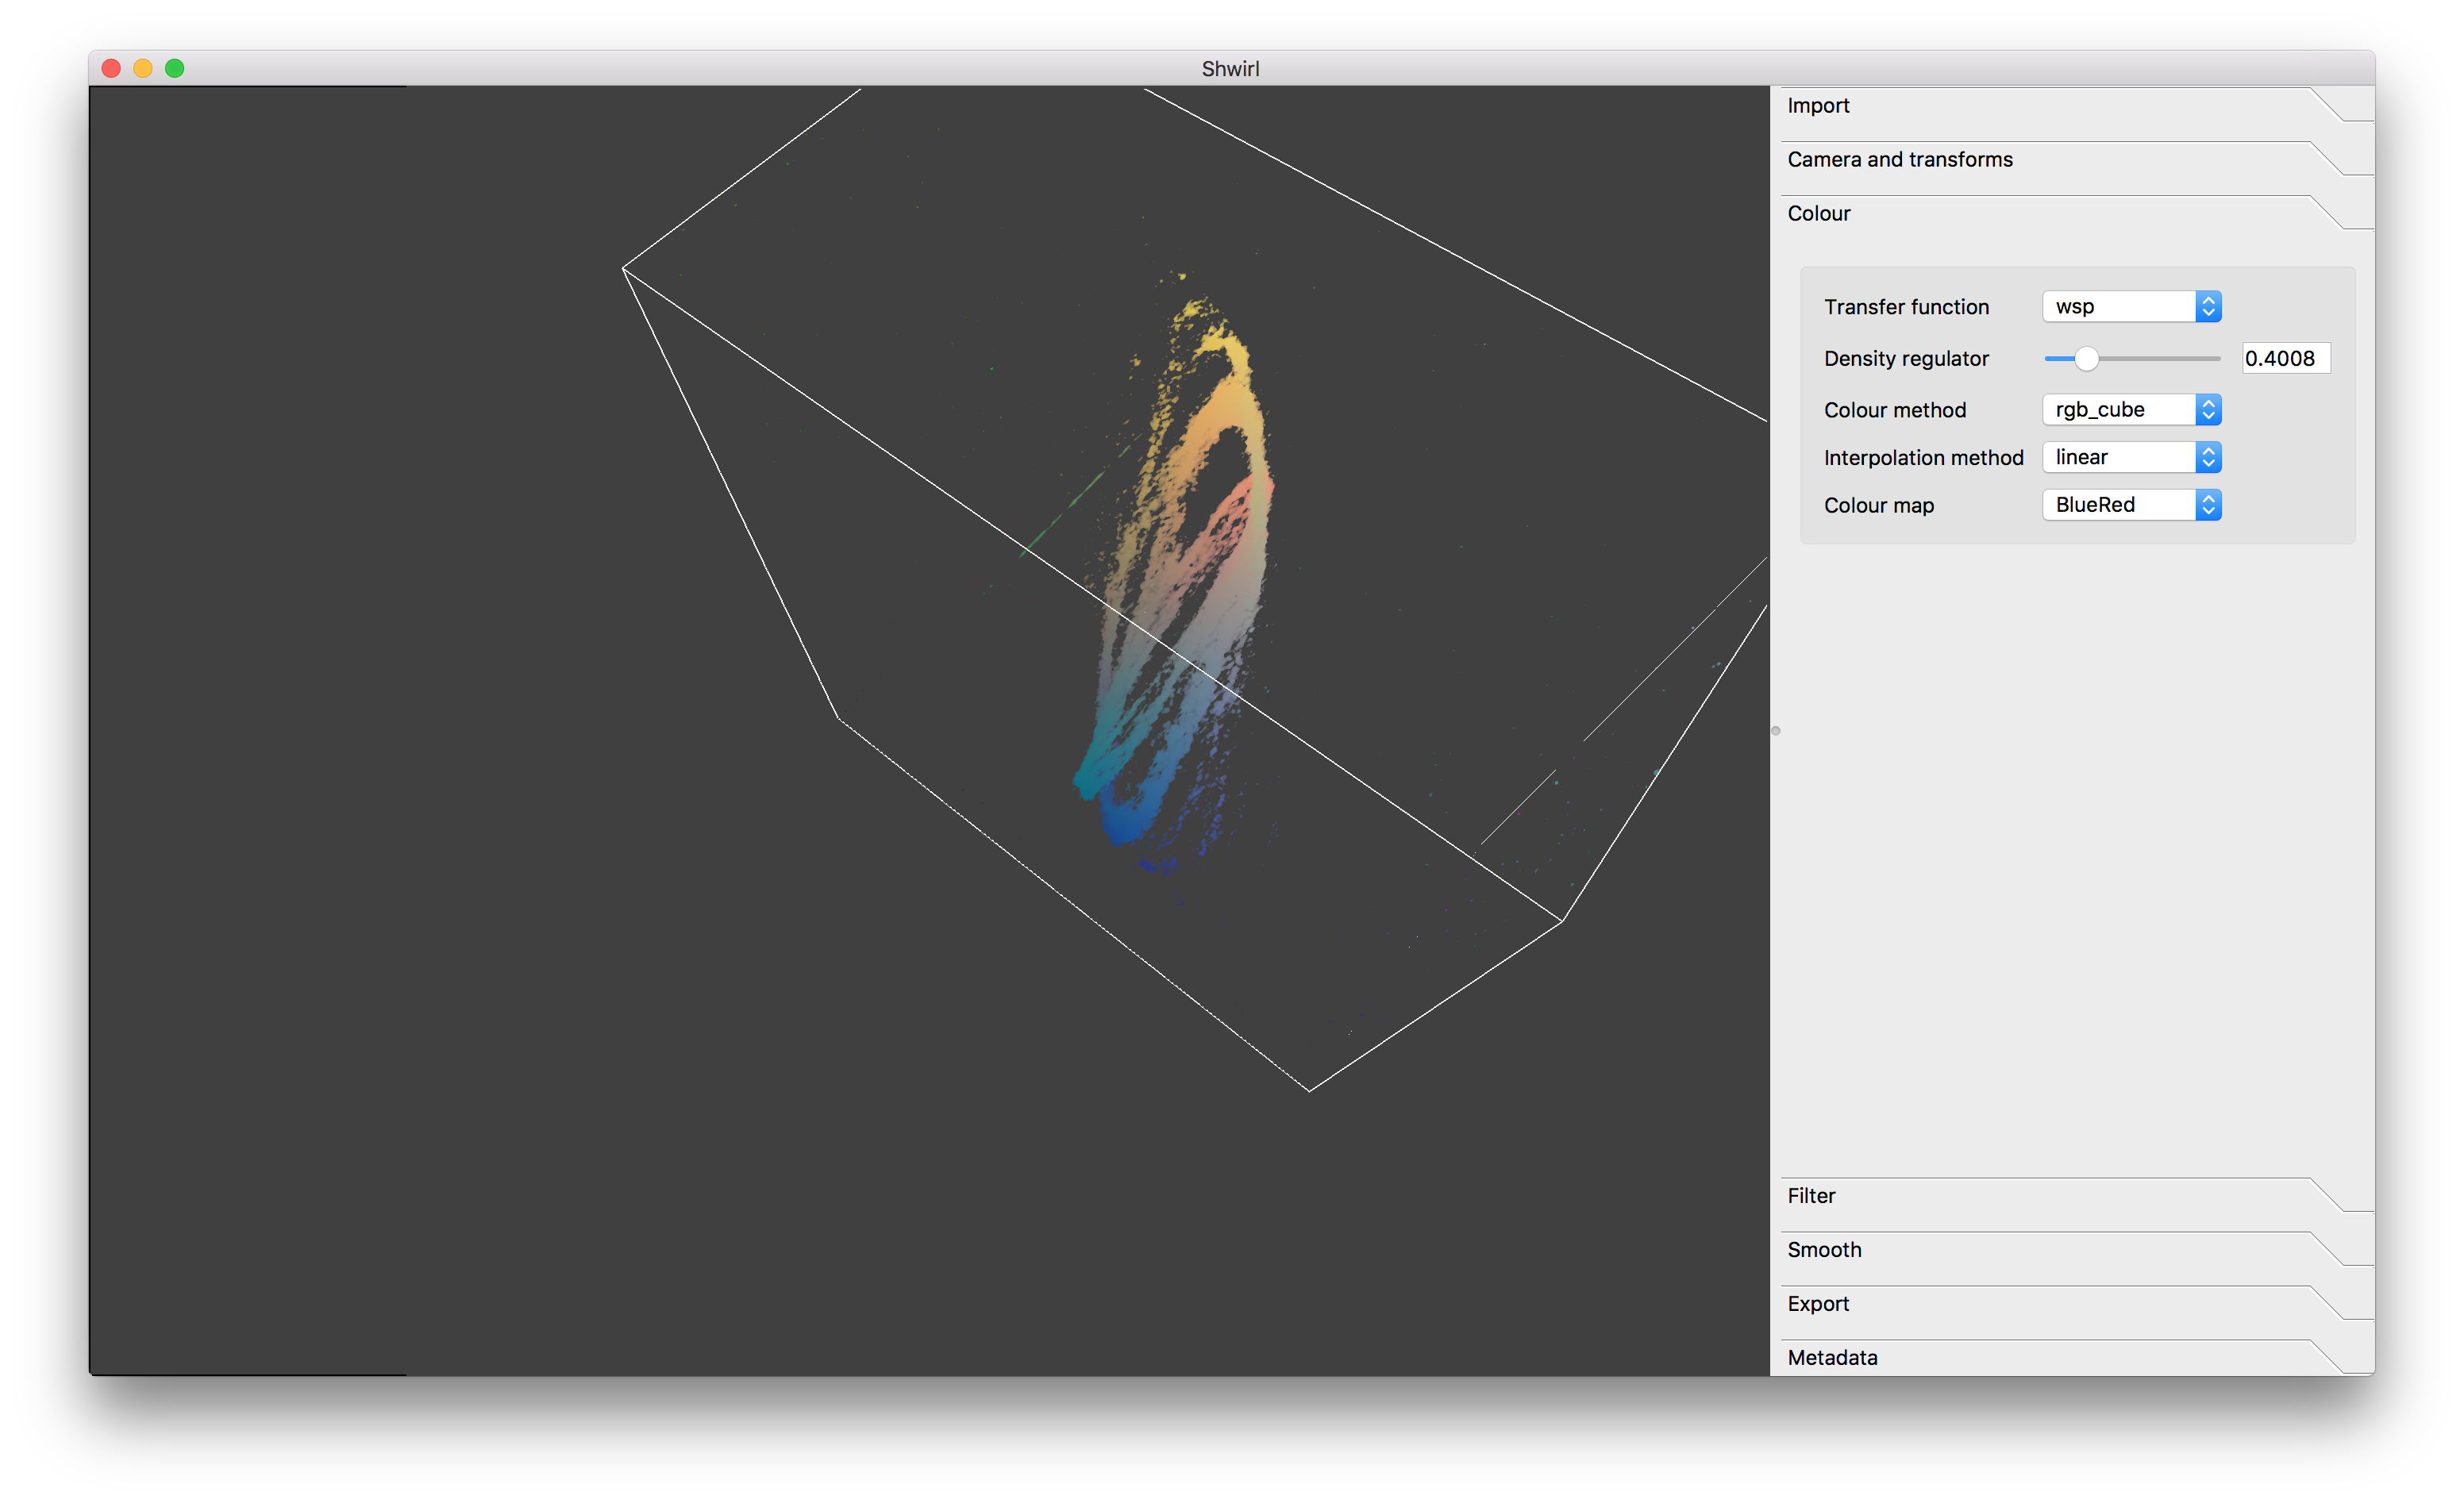 Shwirl
Import
Camera and transforms
Colour
Transfer function wsp
Density regulator 0.4008
Colour method rgb_cube
Interpolation method linear
Colour map BlueRed
Filter
Smooth
Export
Metadata